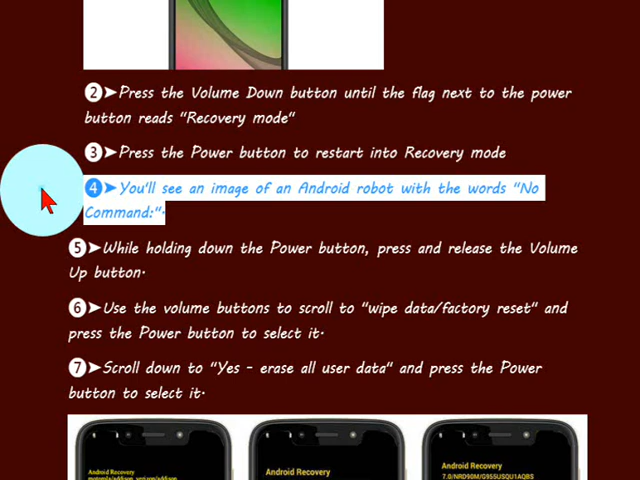 ❷➤Press the Volume Down button until the flag next to the power
button reads "Recovery mode"
❸➤Press the Power button to restart into Recovery mode
❹➤You'll see an image of an Android robot with the words "No
Command:".
❺➤While holding down the Power button, press and release the Volume
Up button.
❻➤Use the volume buttons to scroll to "wipe data/factory reset" and
press the Power button to select it.
❼➤Scroll down to "Yes - erase all user data" and press the Power
button to select it.
Android Recovery
Android Recovery
Android Recovery
7.0/NRD90M/G955USQU1AQBS